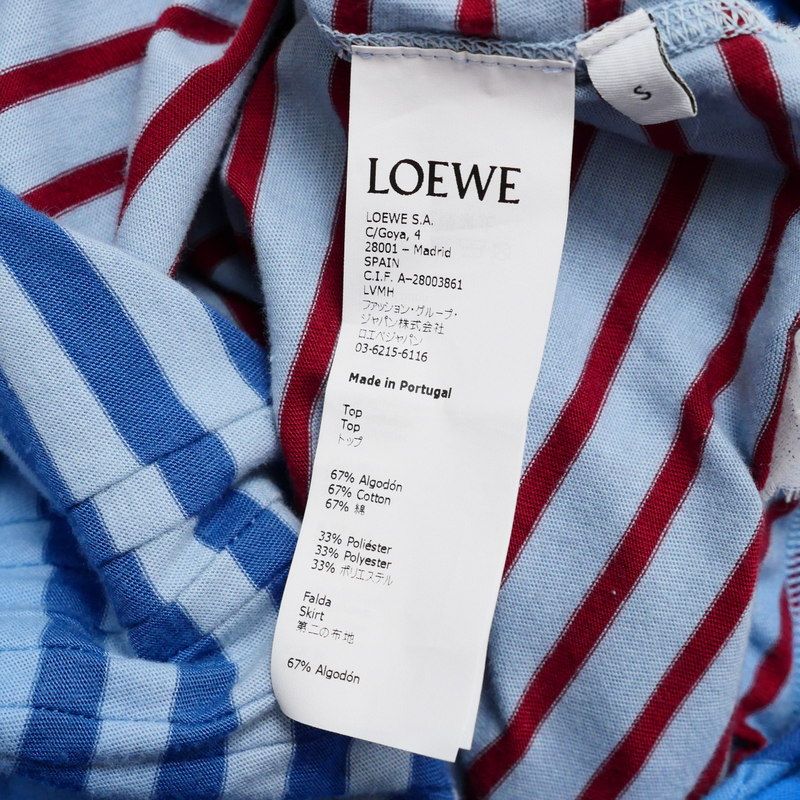 S
LOEWE
LOEWE S.A.
C/Goya, 4
28001 – Madrid
SPAIN
C.I.F. A–28003861
LVMH
ファッション・グループ・
ジャパン株式会社
ロエベジャパン
03-6215-6116
Made in Portugal
Top
Top
トップ
67% Algodón
67% Cotton
67% 綿
33% Poliéster
33% Polyester
33% ポリエステル
Falda
Skirt
第二の布地
67% Algodón